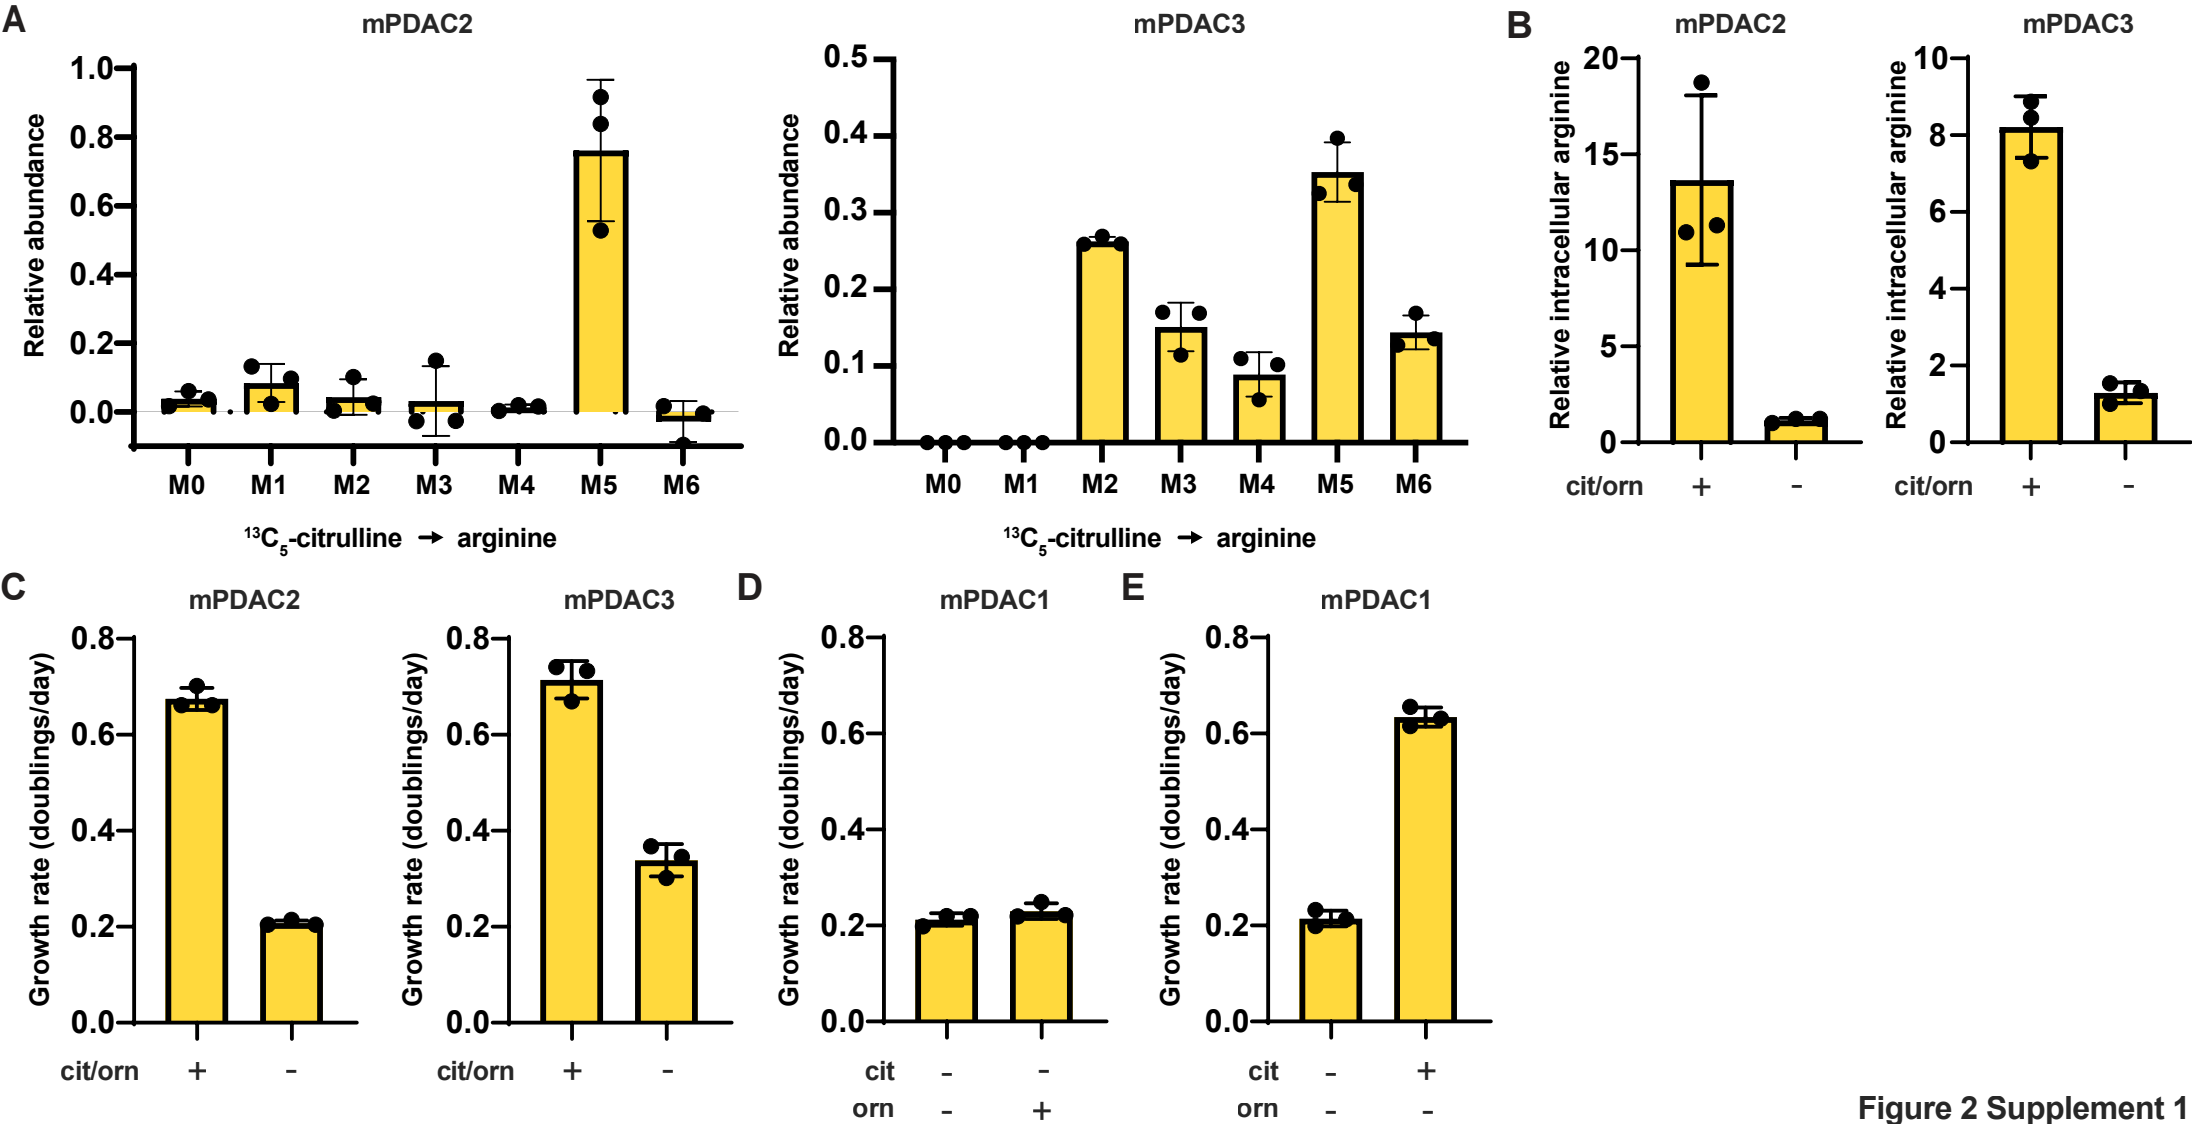 A
mPDAC2
Relative abundance
1.0
0.8
0.6
0.4
0.2
0.0
M0 M1 M2 M3 M4 M5 M6
¹³C₅-citrulline → arginine
mPDAC3
Relative abundance
0.5
0.4
0.3
0.2
0.1
0.0
M0 M1 M2 M3 M4 M5 M6
¹³C₅-citrulline → arginine
B
mPDAC2
Relative intracellular arginine
20
15
10
5
0
cit/orn + -
mPDAC3
Relative intracellular arginine
10
8
6
4
2
0
cit/orn + -
C
mPDAC2
Growth rate (doublings/day)
0.8
0.6
0.4
0.2
0.0
cit/orn + -
mPDAC3
Growth rate (doublings/day)
0.8
0.6
0.4
0.2
0.0
cit/orn + -
D
mPDAC1
Growth rate (doublings/day)
0.8
0.6
0.4
0.2
0.0
cit - -
orn - +
E
mPDAC1
Growth rate (doublings/day)
0.8
0.6
0.4
0.2
0.0
cit - +
orn - -
Figure 2 Supplement 1